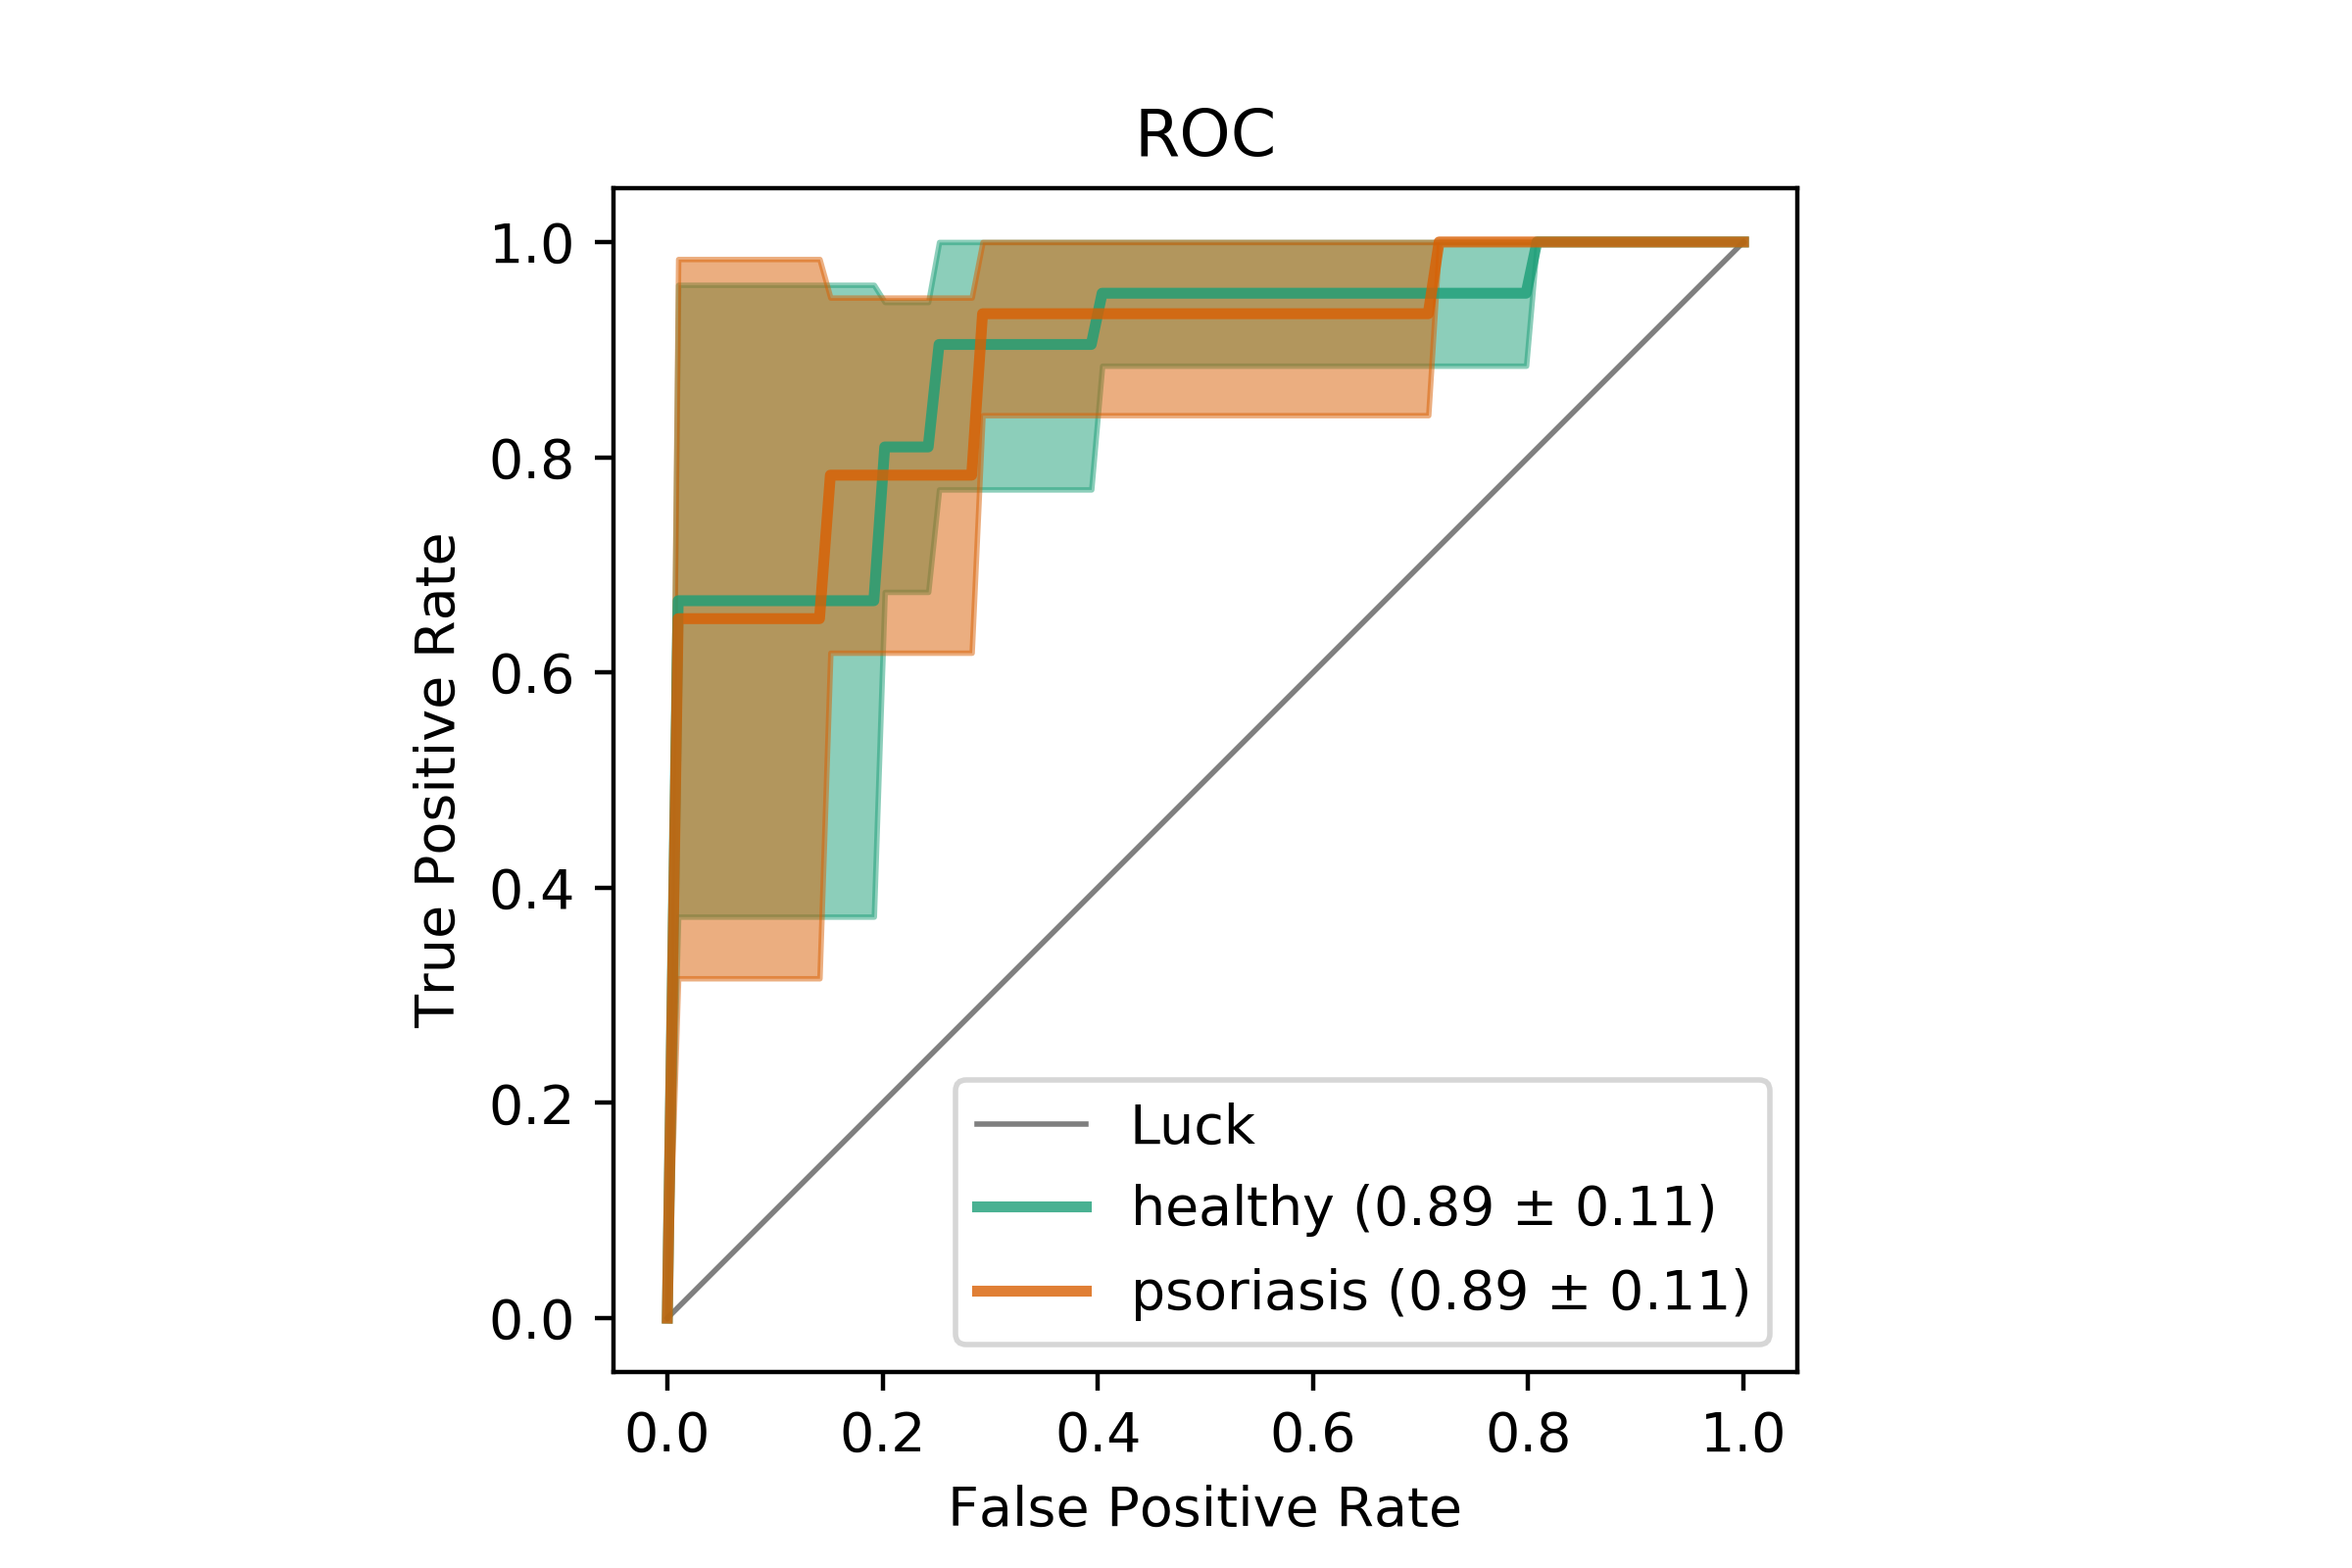 ROC
True Positive Rate
1.0
0.8
0.6
0.4
0.2
0.0
Luck
healthy (0.89 ± 0.11)
psoriasis (0.89 ± 0.11)
0.0 0.2 0.4 0.6 0.8 1.0
False Positive Rate